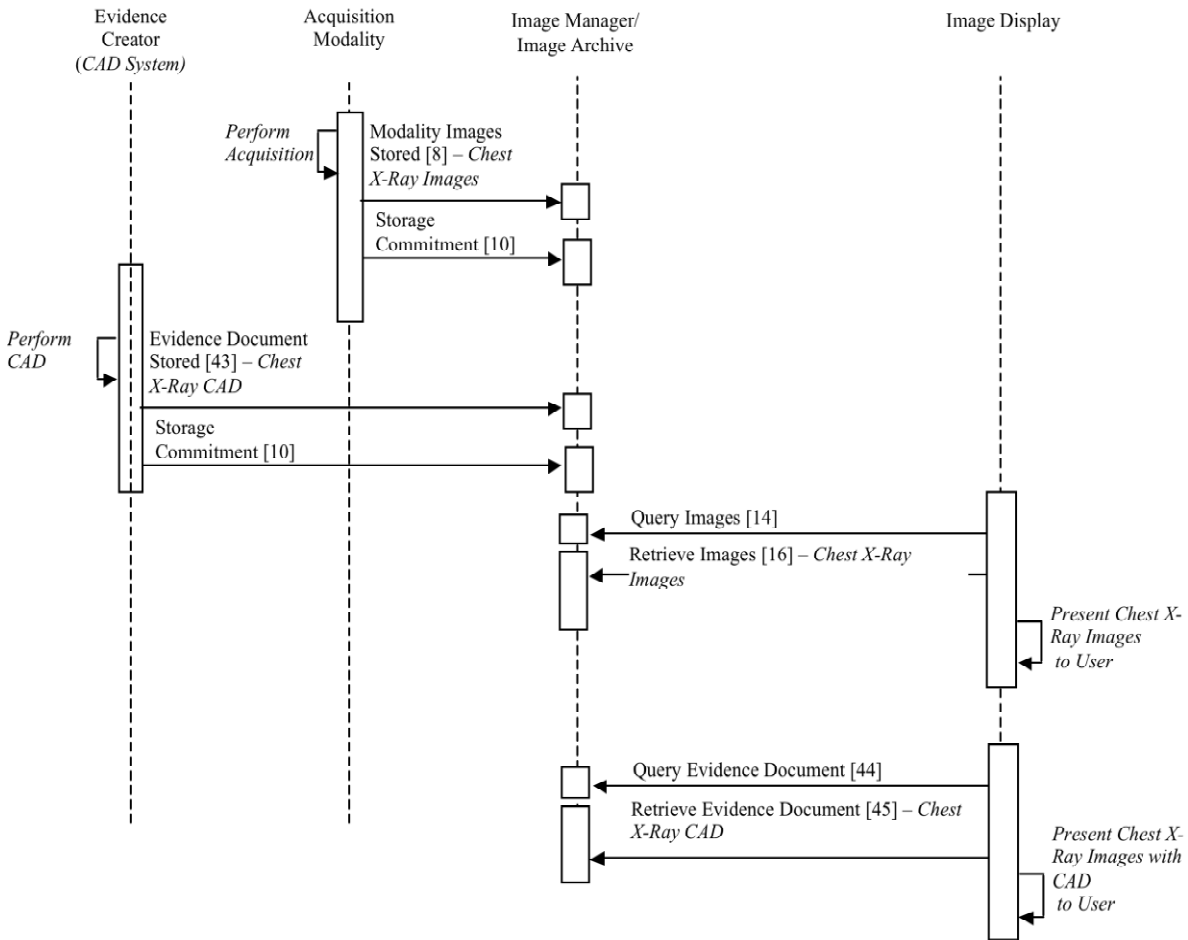 Evidence
Creator
(CAD System)
Acquisition
Modality
Image Manager/
Image Archive
Image Display
Perform
Acquisition
Modality Images
Stored [8] – Chest
X-Ray Images
Storage
Commitment [10]
Perform
CAD
Evidence Document
Stored [43] – Chest
X-Ray CAD
Storage
Commitment [10]
Query Images [14]
Retrieve Images [16] – Chest X-Ray
Images
Present Chest X-
Ray Images
to User
Query Evidence Document [44]
Retrieve Evidence Document [45] – Chest
X-Ray CAD
Present Chest X-
Ray Images with
CAD
to User